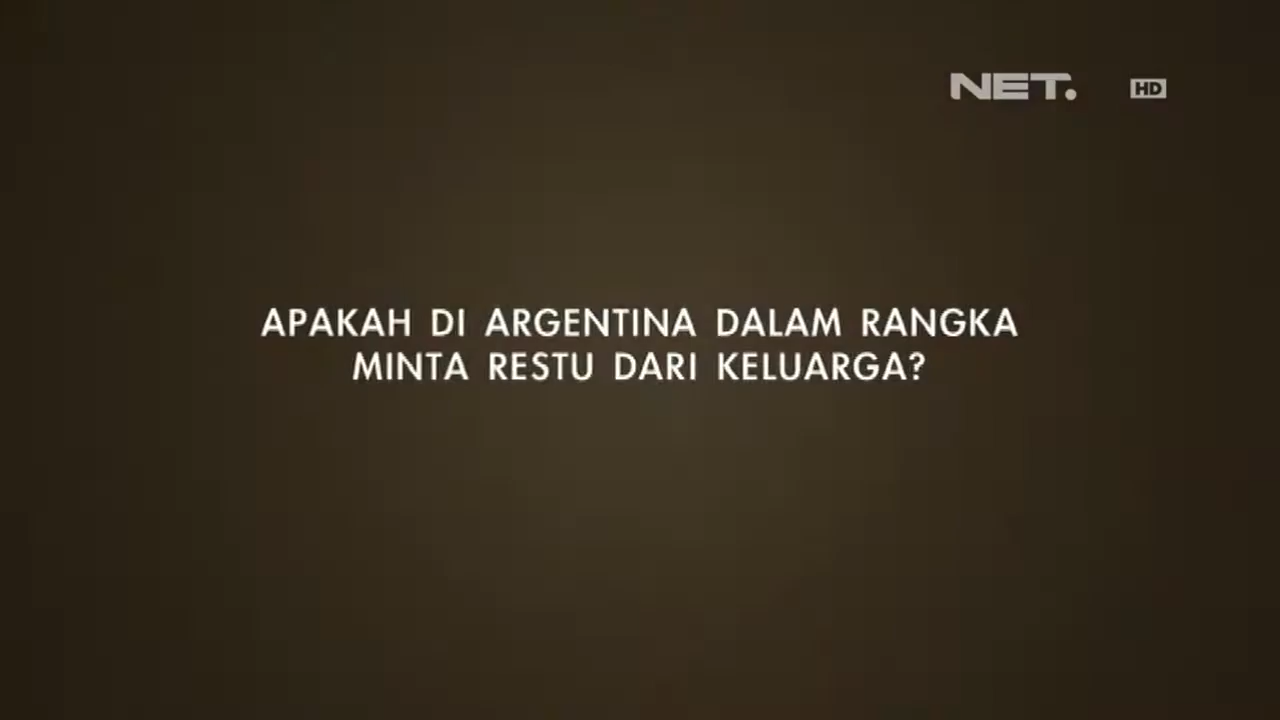 NET. HD
APAKAH DI ARGENTINA DALAM RANGKA
MINTA RESTU DARI KELUARGA?